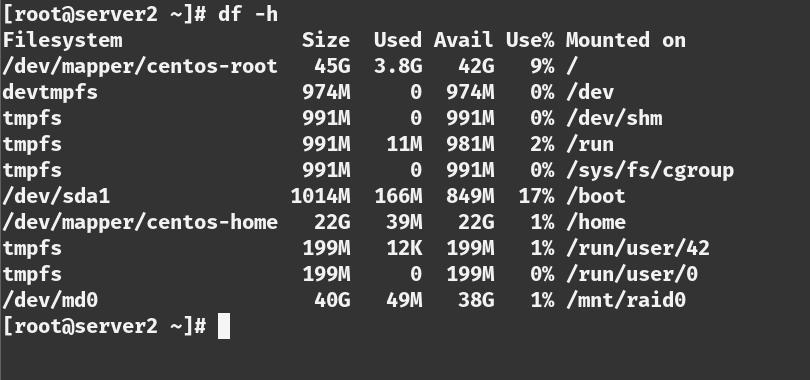 [root@server2 ~]# df -h
Filesystem               Size  Used Avail Use% Mounted on
/dev/mapper/centos-root   45G  3.8G   42G   9% /
devtmpfs                 974M     0  974M   0% /dev
tmpfs                    991M     0  991M   0% /dev/shm
tmpfs                    991M   11M  981M   2% /run
tmpfs                    991M     0  991M   0% /sys/fs/cgroup
/dev/sda1               1014M  166M  849M  17% /boot
/dev/mapper/centos-home   22G   39M   22G   1% /home
tmpfs                    199M   12K  199M   1% /run/user/42
tmpfs                    199M     0  199M   0% /run/user/0
/dev/md0                  40G   49M   38G   1% /mnt/raid0
[root@server2 ~]#